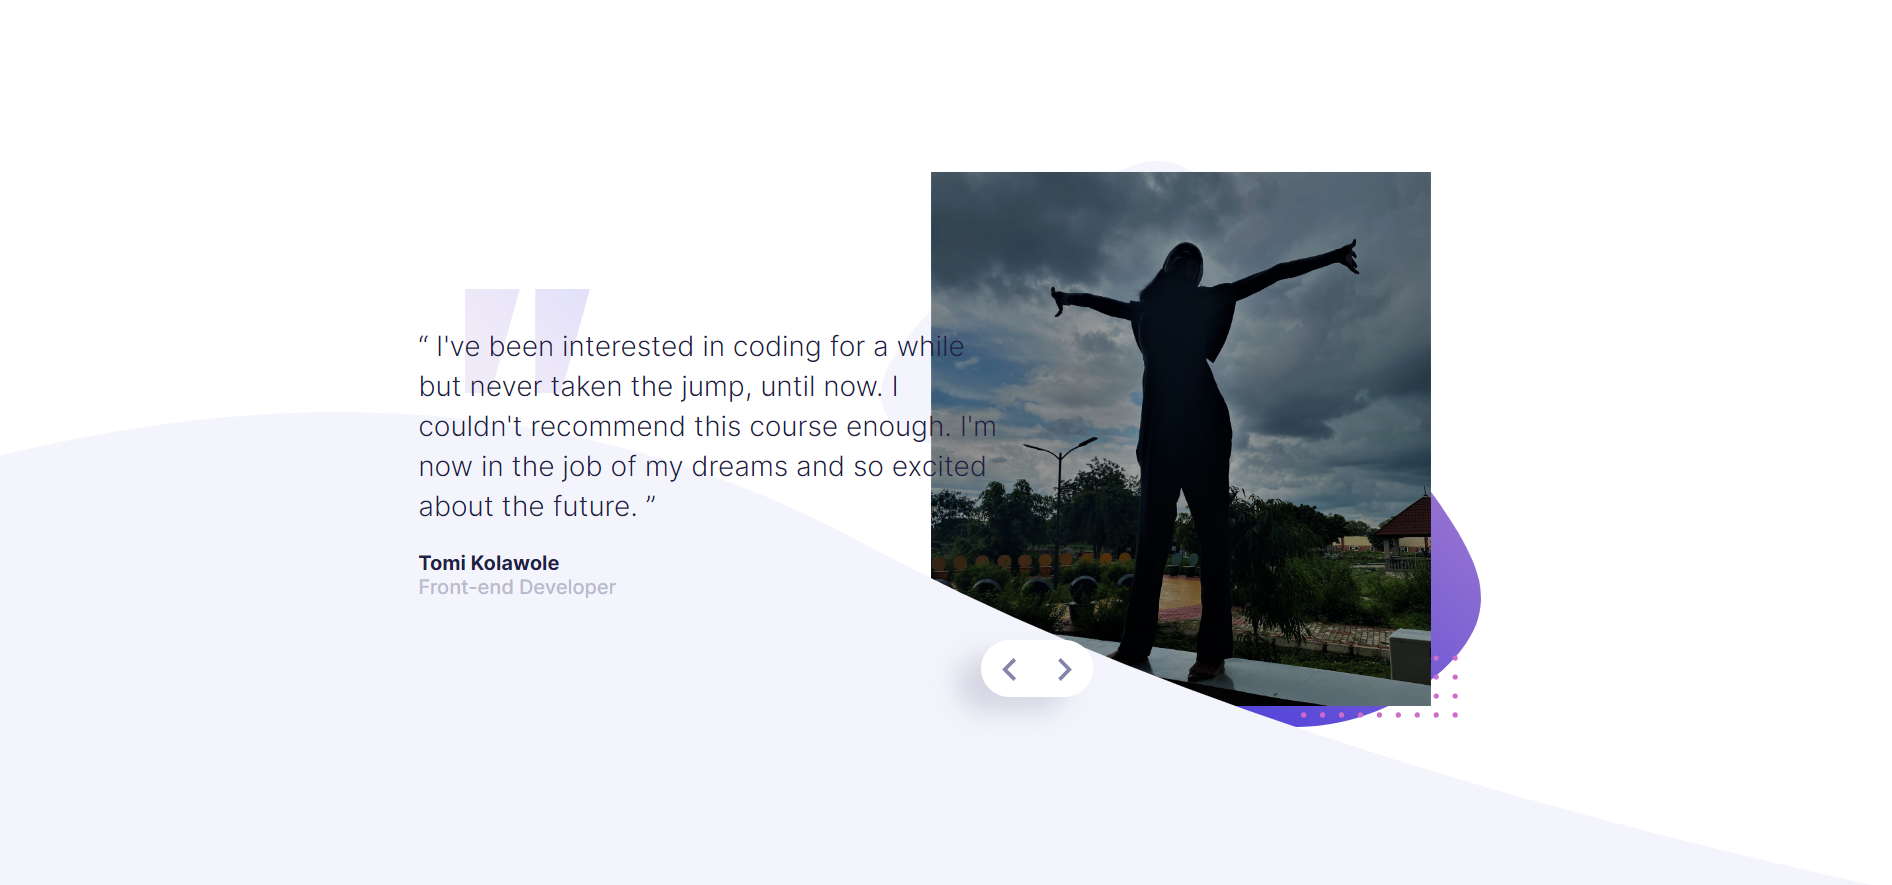 “ I've been interested in coding for a while
but never taken the jump, until now. I
couldn't recommend this course enough. I'm
now in the job of my dreams and so excited
about the future. ”
Tomi Kolawole
Front-end Developer